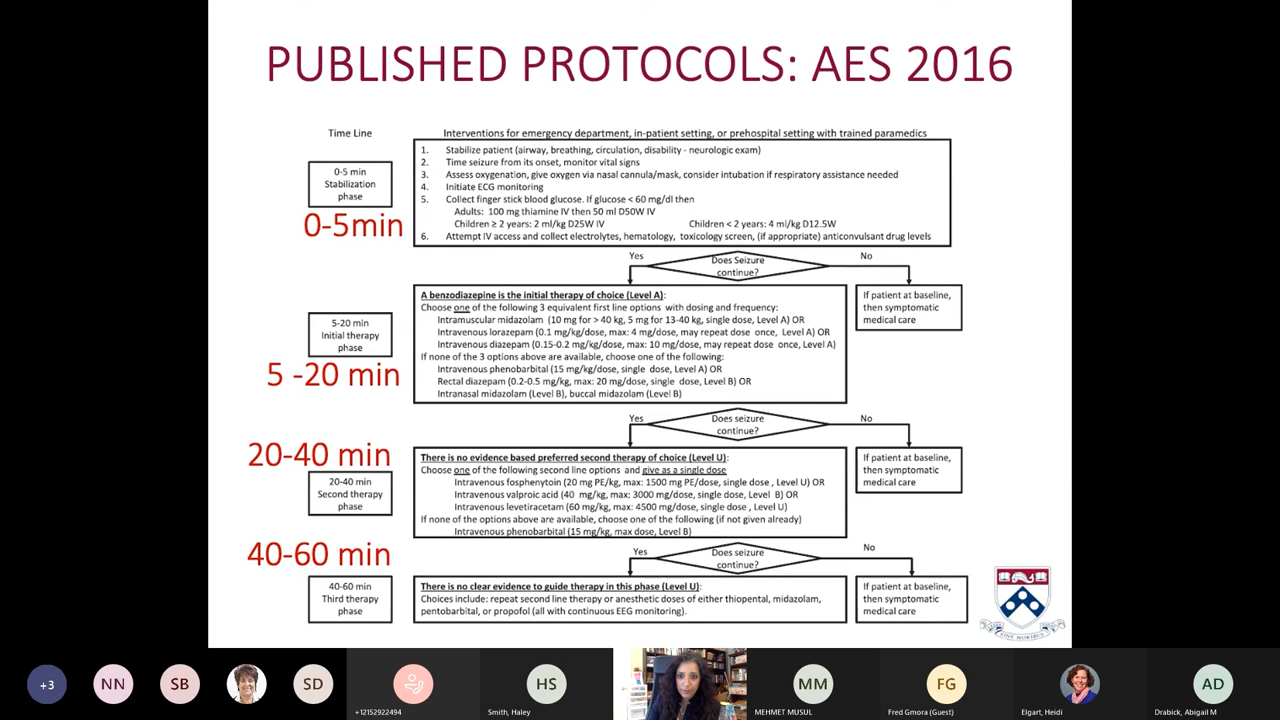 PUBLISHED PROTOCOLS: AES 2016
Time Line
Interventions for emergency department, in-patient setting, or prehospital setting with trained paramedics
0-5 min
Stabilization
phase
0-5min
1. Stabilize patient (airway, breathing, circulation, disability - neurologic exam)
2. Time seizure from its onset, monitor vital signs
3. Assess oxygenation, give oxygen via nasal cannula/mask, consider intubation if respiratory assistance needed
4. Initiate ECG monitoring
5. Collect finger stick blood glucose. If glucose < 60 mg/dl then
Adults: 100 mg thiamine IV then 50 ml D50W IV
Children ≥ 2 years: 2 ml/kg D25W IV Children < 2 years: 4 ml/kg D12.5W
6. Attempt IV access and collect electrolytes, hematology, toxicology screen, (if appropriate) anticonvulsant drug levels
Yes
Does Seizure
continue?
No
5-20 min
Initial therapy
phase
5 -20 min
A benzodiazepine is the initial therapy of choice (Level A):
Choose one of the following 3 equivalent first line options with dosing and frequency:
Intramuscular midazolam (10 mg for > 40 kg, 5 mg for 13-40 kg, single dose, Level A) OR
Intravenous lorazepam (0.1 mg/kg/dose, max: 4 mg/dose, may repeat dose once, Level A) OR
Intravenous diazepam (0.15-0.2 mg/kg/dose, max: 10 mg/dose, may repeat dose once, Level A)
If none of the 3 options above are available, choose one of the following:
Intravenous phenobarbital (15 mg/kg/dose, single dose, Level A) OR
Rectal diazepam (0.2-0.5 mg/kg, max: 20 mg/dose, single dose, Level B) OR
Intranasal midazolam (Level B), buccal midazolam (Level B)
If patient at baseline,
then symptomatic
medical care
Yes
Does seizure
continue?
No
20-40 min
20-40 min
Second therapy
phase
There is no evidence based preferred second therapy of choice (Level U):
Choose one of the following second line options and give as a single dose
Intravenous fosphenytoin (20 mg PE/kg, max: 1500 mg PE/dose, single dose , Level U) OR
Intravenous valproic acid (40 mg/kg, max: 3000 mg/dose, single dose, Level B) OR
Intravenous levetiracetam (60 mg/kg, max: 4500 mg/dose, single dose , Level U)
If none of the options above are available, choose one of the following (if not given already)
Intravenous phenobarbital (15 mg/kg, max dose, Level B)
If patient at baseline,
then symptomatic
medical care
Yes
Does seizure
continue?
No
40-60 min
40-60 min
Third therapy
phase
There is no clear evidence to guide therapy in this phase (Level U):
Choices include: repeat second line therapy or anesthetic doses of either thiopental, midazolam,
pentobarbital, or propofol (all with continuous EEG monitoring).
If patient at baseline,
then symptomatic
medical care
+3
NN
SB
SD
+12152922494
HS
Smith, Haley
MM
MEHMET MUSUL
FG
Fred Gmora (Guest)
Elgart, Heidi
AD
Drabick, Abigail M